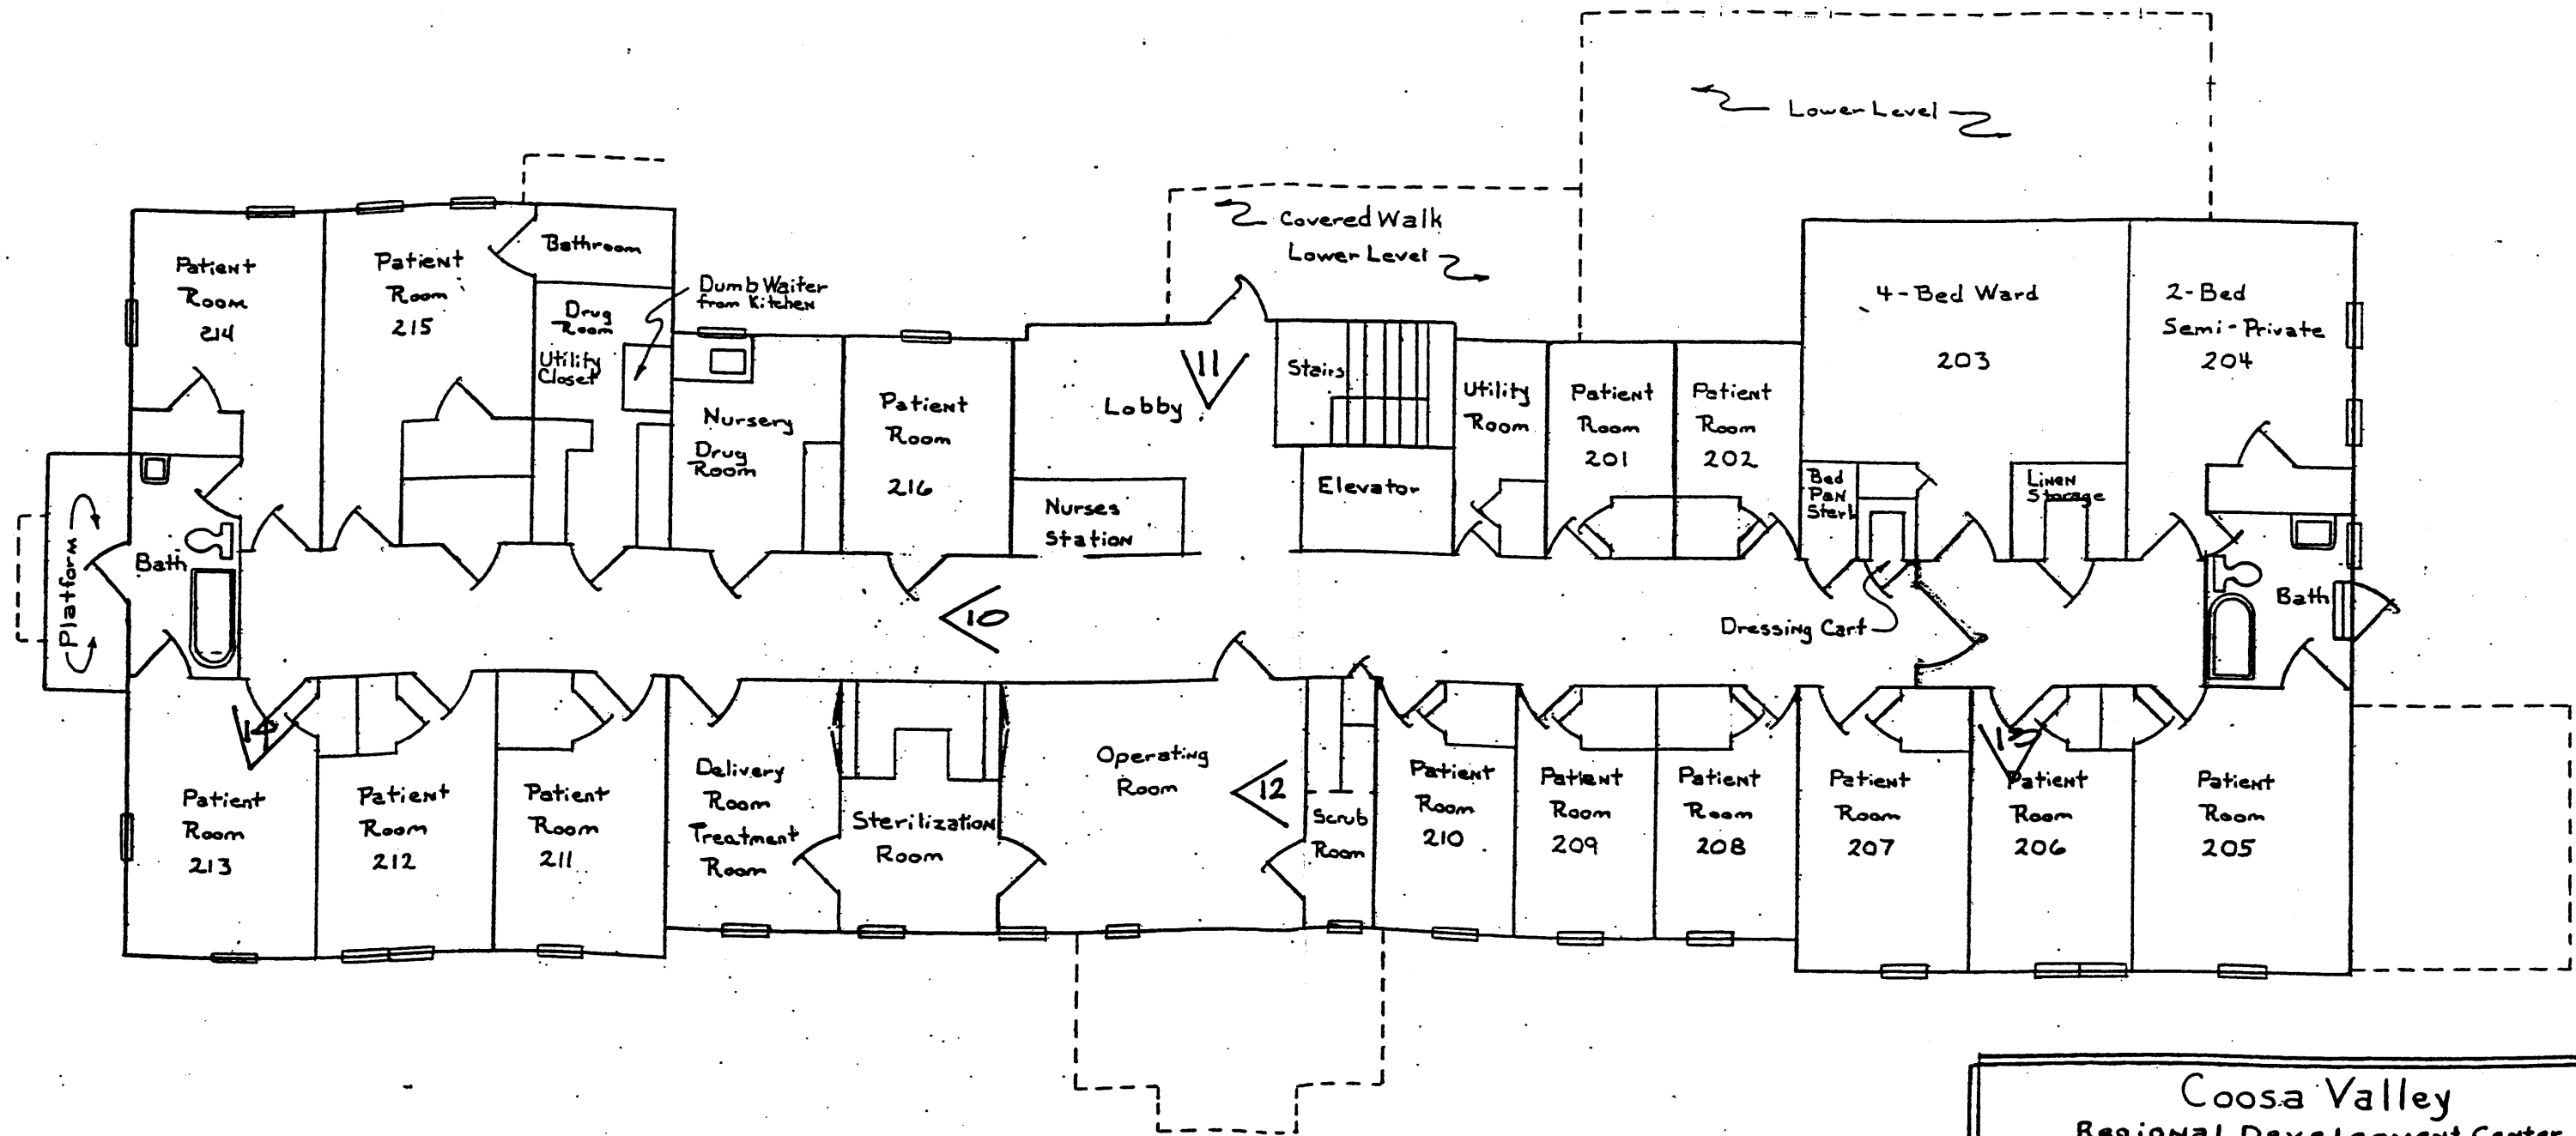 Lower Level
Covered Walk
Lower Level
Patient
Room
214
Patient
Room
215
Bathroom
Dumb Waiter
from Kitchen
Drug
Room
Utility
Closet
Nursery
Drug
Room
Patient
Room
216
Lobby
11
Stairs
Elevator
Nurses
Station
Utility
Room
Patient
Room
201
Patient
Room
202
4-Bed Ward
203
2-Bed
Semi-Private
204
Bed
Pan
Sterl
Linen
Storage
Platform
Bath
10
Dressing Cart
Bath
14
Patient
Room
213
Patient
Room
212
Patient
Room
211
Delivery
Room
Treatment
Room
Sterilization
Room
Operating
Room
12
Scrub
Room
Patient
Room
210
Patient
Room
209
Patient
Room
208
Patient
Room
207
Patient
Room
206
Patient
Room
205
Coosa Valley
Regional Development Center